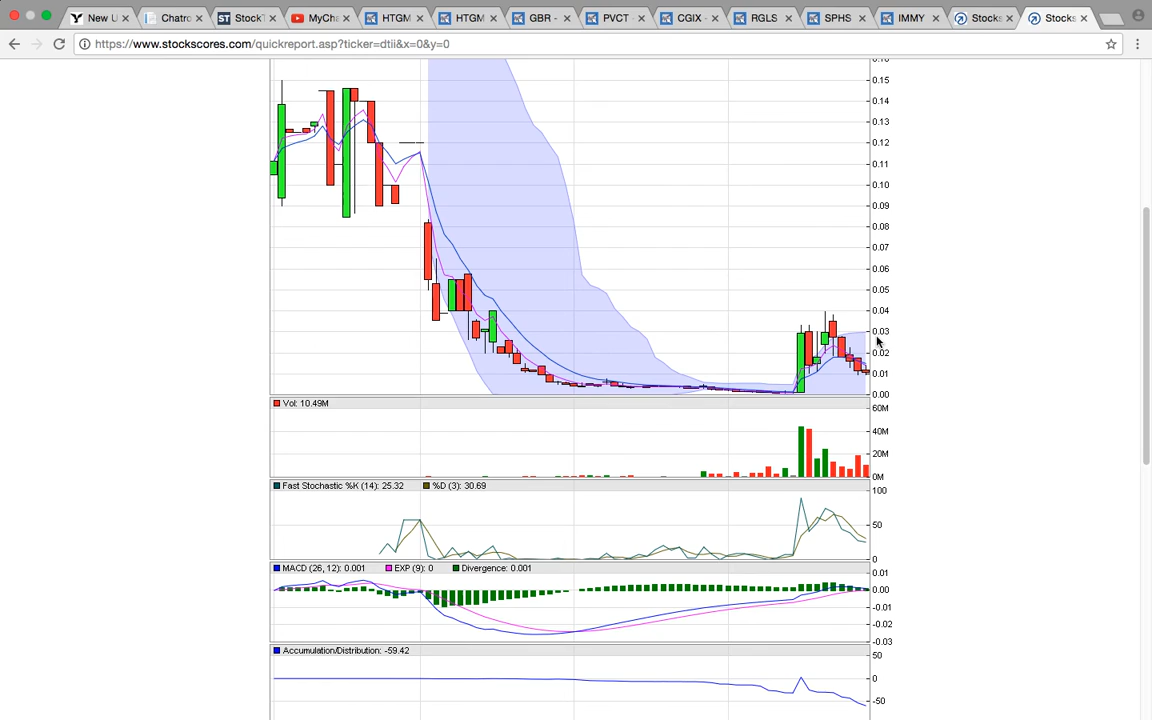 New U
Chatro
ST StockT
MyCha
HTGM
HTGM
GBR -
PVCT -
CGIX -
RGLS
SPHS
IMMY
Stocks
Stocks
https://www.stockscores.com/quickreport.asp?ticker=dtii&x=0&y=0
0.16
0.15
0.14
0.13
0.12
0.11
0.10
0.09
0.08
0.07
0.06
0.05
0.04
0.03
0.02
0.01
0.00
Vol: 10.49M
60M
40M
20M
0M
Fast Stochastic %K (14): 25.32 %D (3): 30.69
100
50
0
MACD (26, 12): 0.001 EXP (9): 0 Divergence: 0.001
0.01
0.00
-0.01
-0.02
-0.03
Accumulation/Distribution: -59.42
50
0
-50